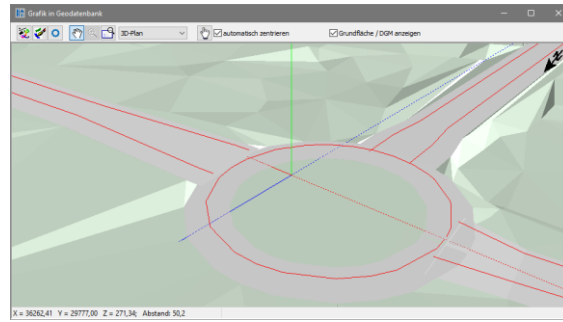 Grafik in Geodatenbank
3D-Plan automatisch zentrieren Grundfläche / DGM anzeigen
X = 36262,41 Y = 29777,00 Z = 271,34; Abstand: 50,2